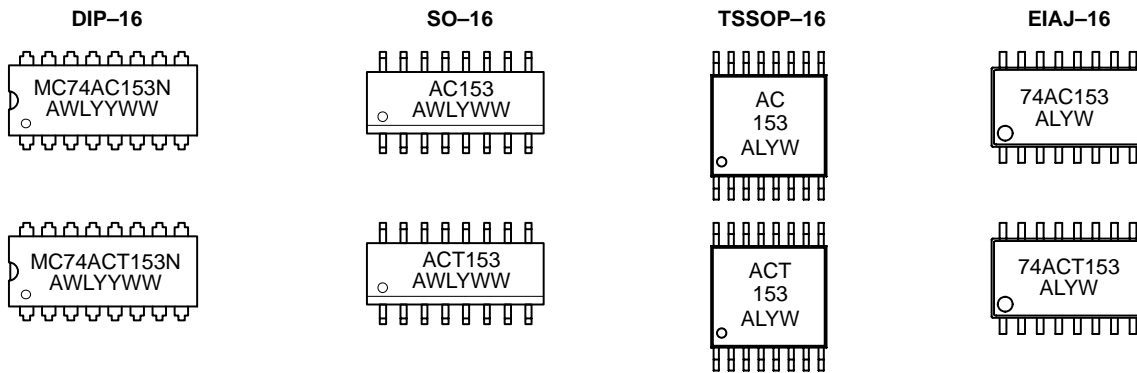 DIP–16
SO–16
TSSOP–16
EIAJ–16
MC74AC153N
AWLYYWW
AC153
AWLYWW
AC
153
ALYW
74AC153
ALYW
MC74ACT153N
AWLYYWW
ACT153
AWLYWW
ACT
153
ALYW
74ACT153
ALYW